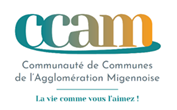 ccam
Communauté de Communes
de l'Agglomération Migennoise
La vie comme vous l'aimez !